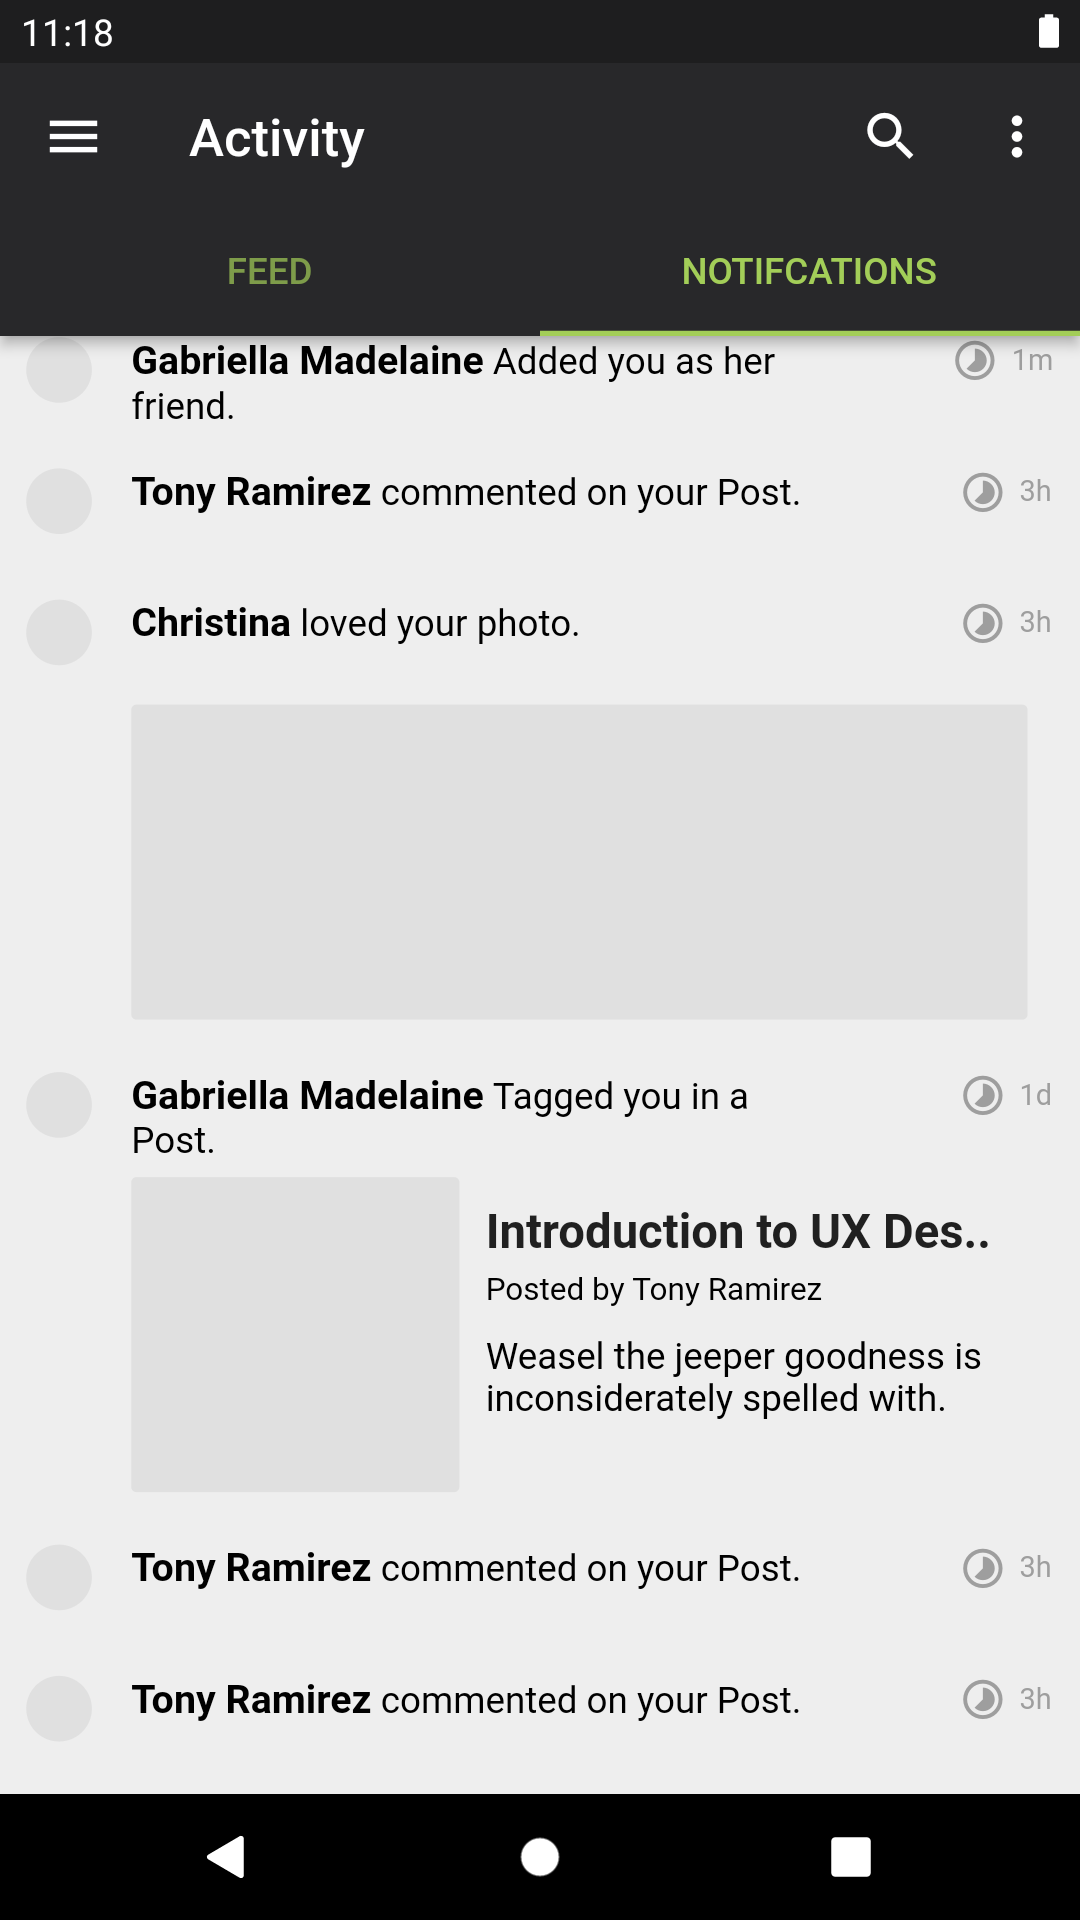 11:18
Activity
FEED
NOTIFCATIONS
Gabriella Madelaine Added you as her
friend.
1m
Tony Ramirez commented on your Post.
3h
Christina loved your photo.
3h
Gabriella Madelaine Tagged you in a
Post.
1d
Introduction to UX Des..
Posted by Tony Ramirez
Weasel the jeeper goodness is
inconsiderately spelled with.
Tony Ramirez commented on your Post.
3h
Tony Ramirez commented on your Post.
3h